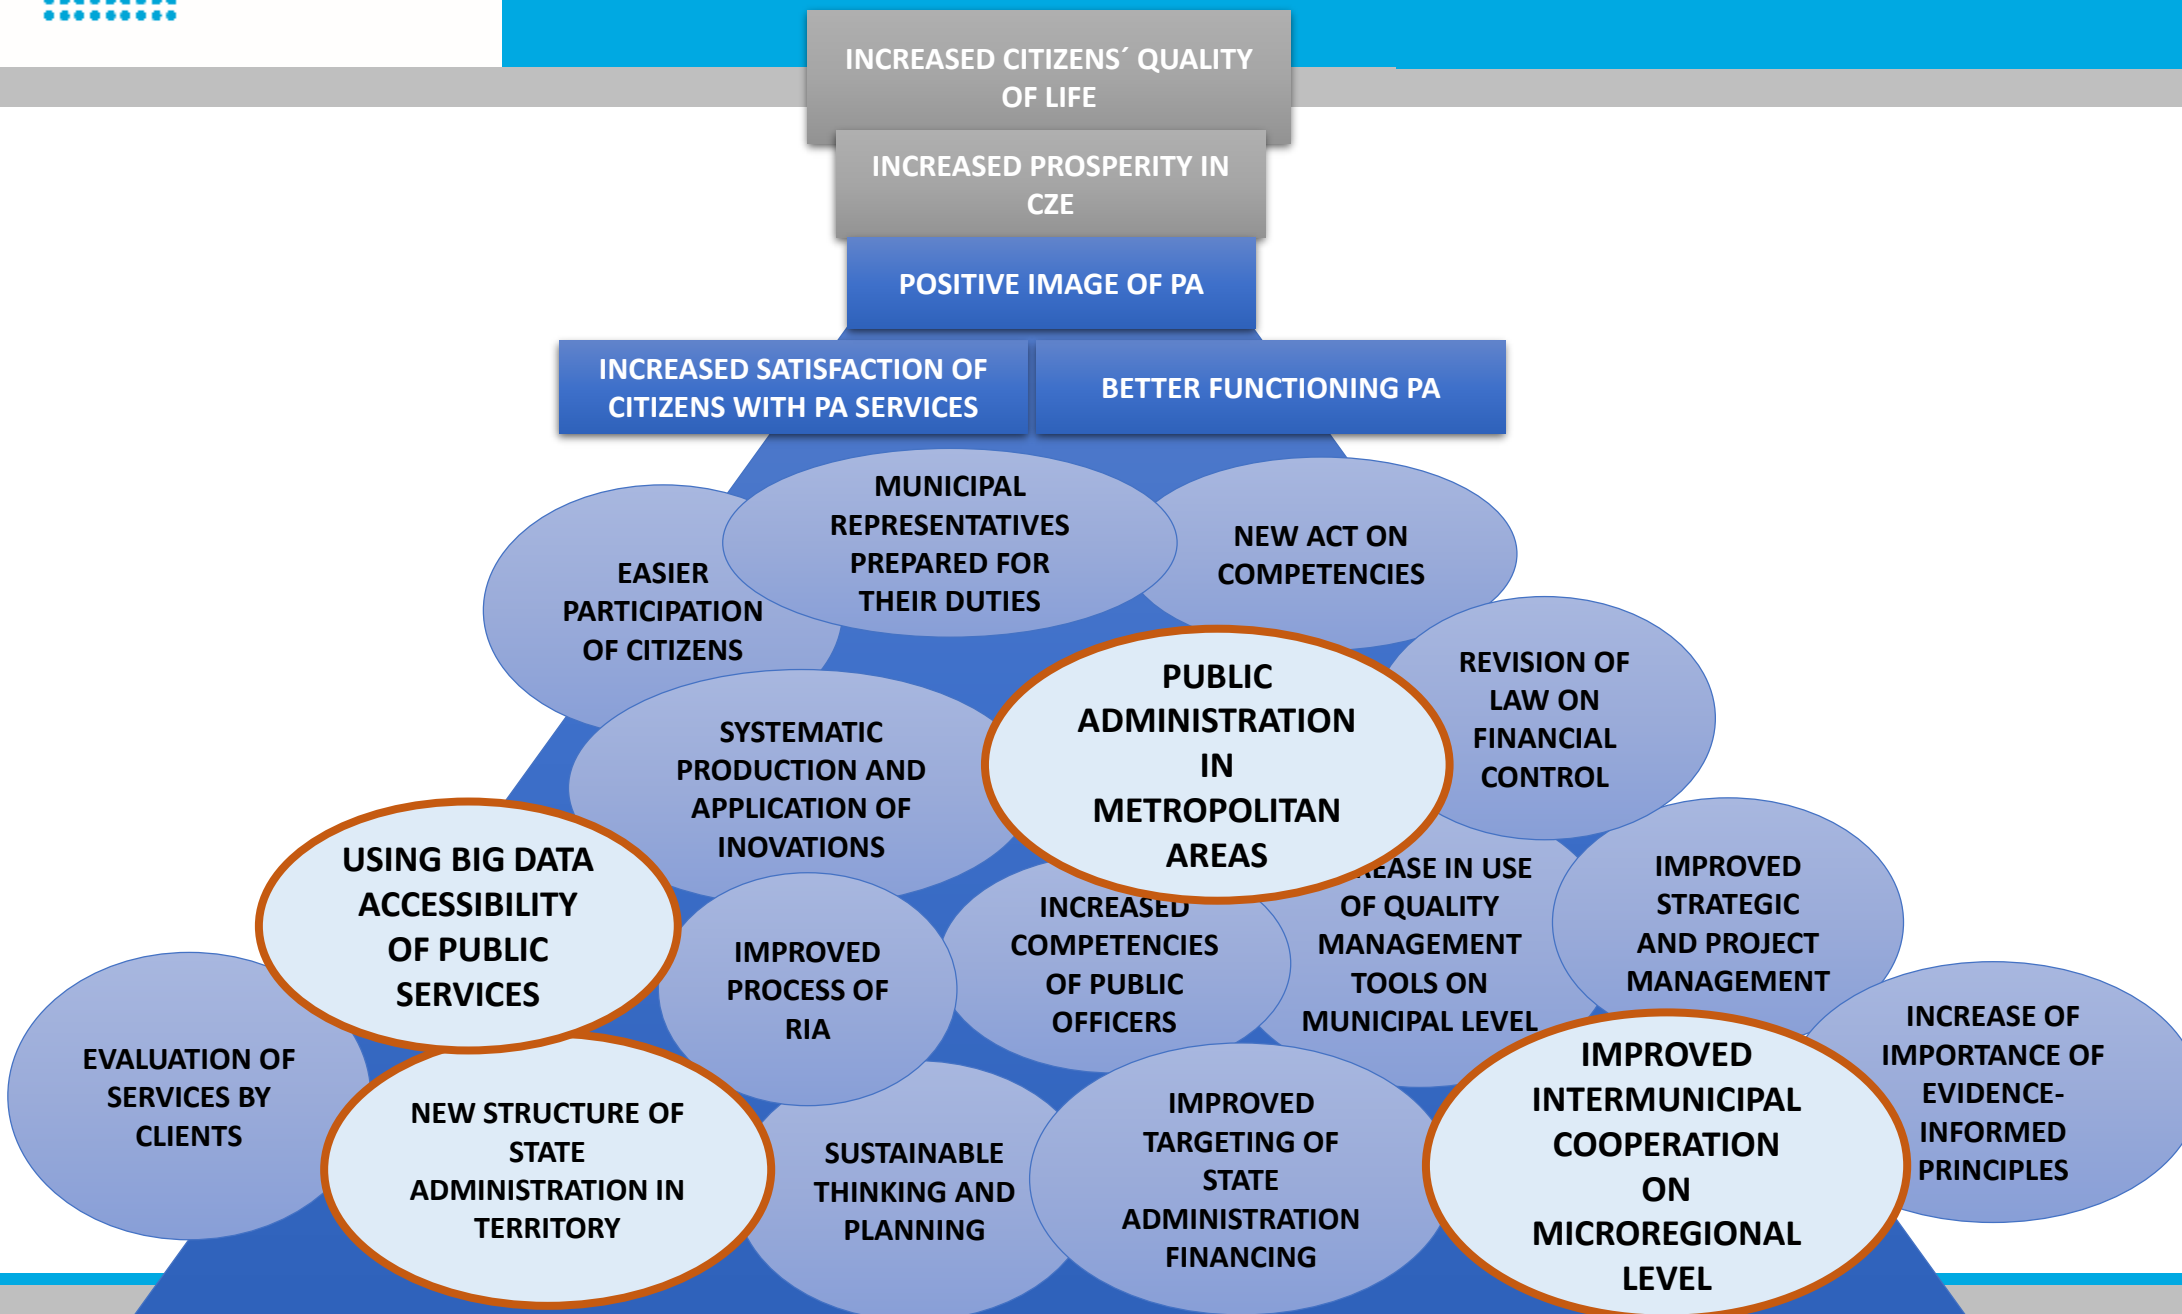 INCREASED CITIZENS´ QUALITY
OF LIFE
INCREASED PROSPERITY IN
CZE
POSITIVE IMAGE OF PA
INCREASED SATISFACTION OF
CITIZENS WITH PA SERVICES
BETTER FUNCTIONING PA
MUNICIPAL
REPRESENTATIVES
PREPARED FOR
THEIR DUTIES
NEW ACT ON
COMPETENCIES
EASIER
PARTICIPATION
OF CITIZENS
PUBLIC
ADMINISTRATION
IN
METROPOLITAN
AREAS
REVISION OF
LAW ON
FINANCIAL
CONTROL
SYSTEMATIC
PRODUCTION AND
APPLICATION OF
INOVATIONS
USING BIG DATA
ACCESSIBILITY
OF PUBLIC
SERVICES
IMPROVED
PROCESS OF
RIA
INCREASED
COMPETENCIES
OF PUBLIC
OFFICERS
IN USE
OF QUALITY
MANAGEMENT
TOOLS ON
MUNICIPAL LEVEL
IMPROVED
STRATEGIC
AND PROJECT
MANAGEMENT
EVALUATION OF
SERVICES BY
CLIENTS
NEW STRUCTURE OF
STATE
ADMINISTRATION IN
TERRITORY
SUSTAINABLE
THINKING AND
PLANNING
IMPROVED
TARGETING OF
STATE
ADMINISTRATION
FINANCING
IMPROVED
INTERMUNICIPAL
COOPERATION
ON
MICROREGIONAL
LEVEL
INCREASE OF
IMPORTANCE OF
EVIDENCE-
INFORMED
PRINCIPLES